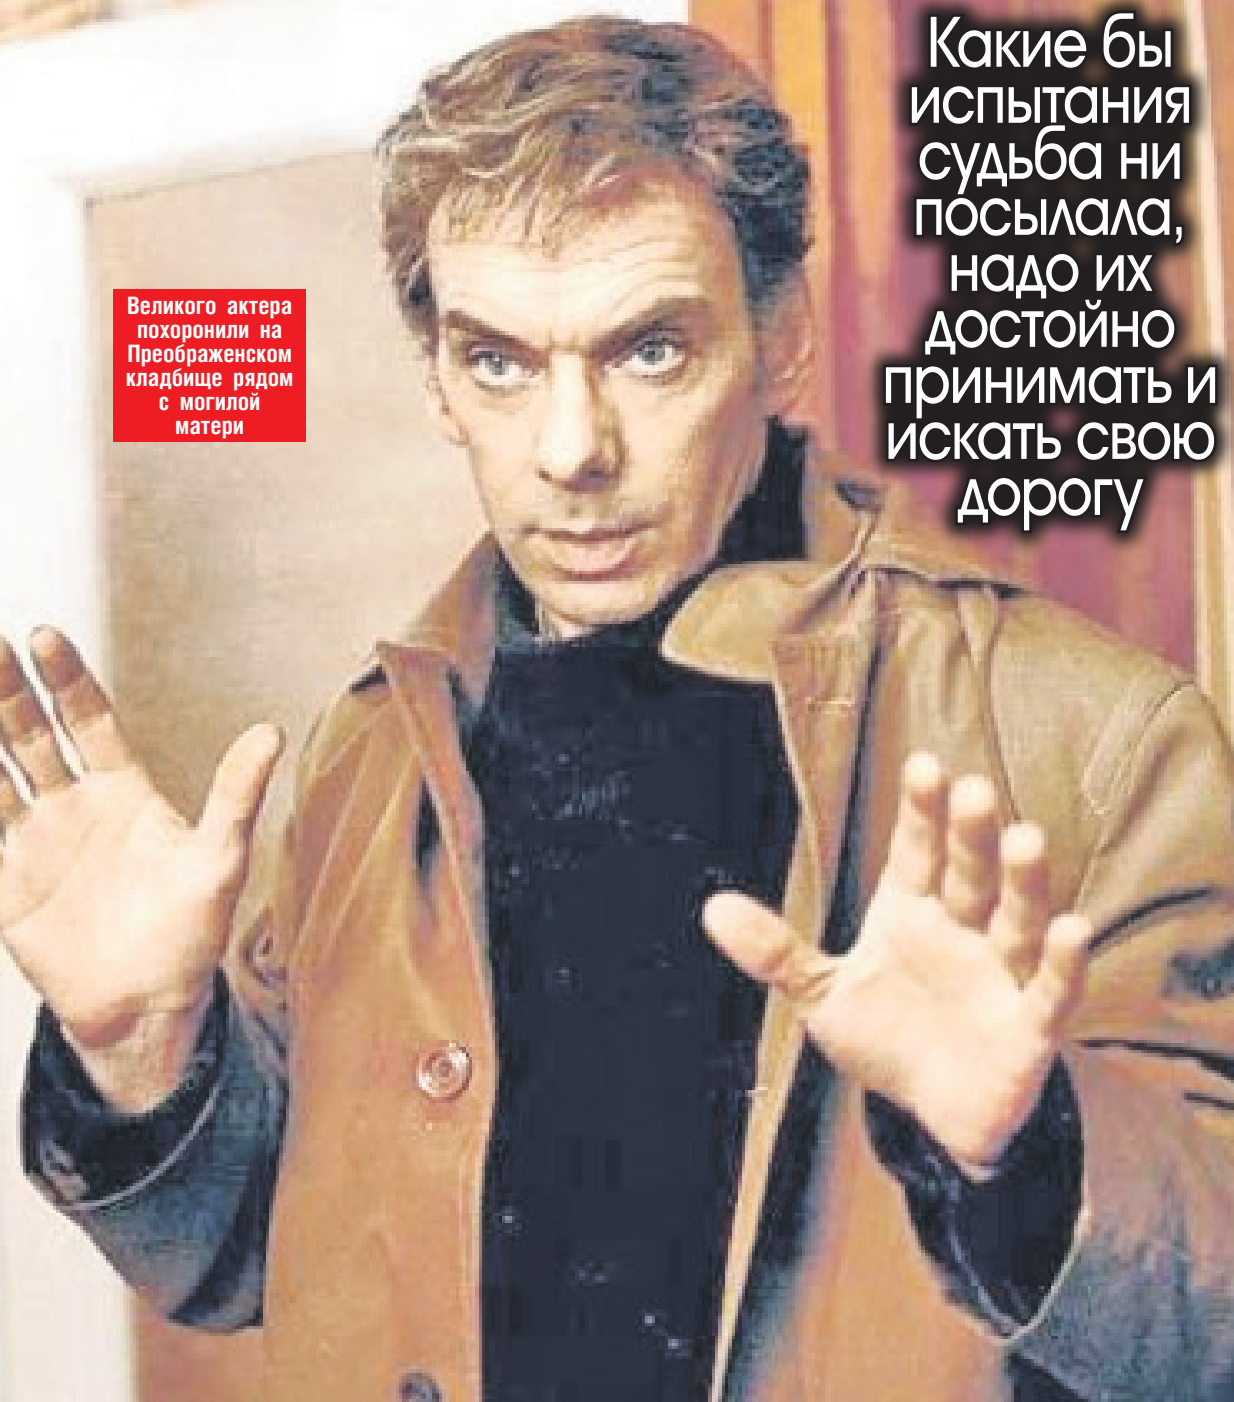 Какие бы
испытания
судьба ни
посылала,
надо их
достойно
принимать и
искать свою
дорогу
Великого актера
похоронили на
Преображенском
кладбище рядом
с могилой
матери